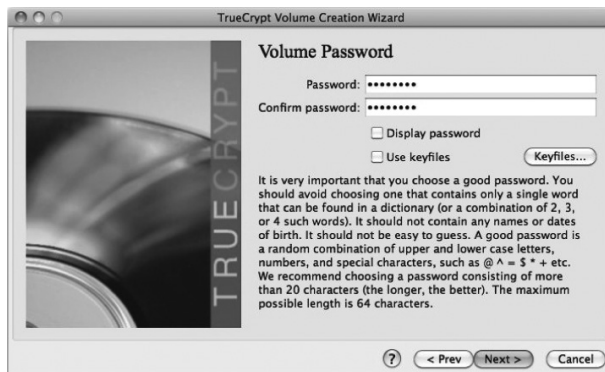 TrueCrypt Volume Creation Wizard
TRUECRYPT
Volume Password
Password: ••••••••
Confirm password: ••••••••
Display password
Use keyfiles
Keyfiles...
It is very important that you choose a good password. You
should avoid choosing one that contains only a single word
that can be found in a dictionary (or a combination of 2, 3,
or 4 such words). It should not contain any names or dates
of birth. It should not be easy to guess. A good password is
a random combination of upper and lower case letters,
numbers, and special characters, such as @ ^ = $ * + etc.
We recommend choosing a password consisting of more
than 20 characters (the longer, the better). The maximum
possible length is 64 characters.
? < Prev Next > Cancel